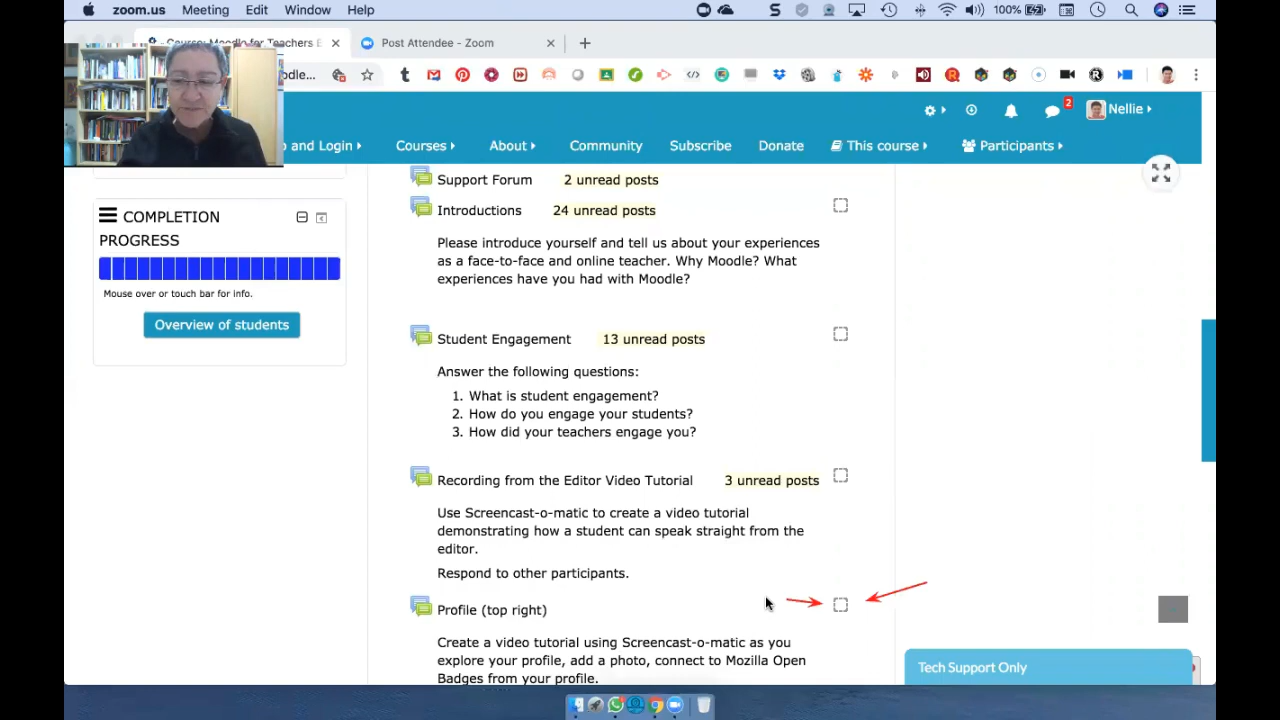 zoom.us Meeting Edit Window Help 100%
Course: Moodle for Teachers E
Post Attendee - Zoom
dle...
p and Login
Courses
About
Community
Subscribe
Donate
This course
Participants
2
Nellie
COMPLETION
PROGRESS
Mouse over or touch bar for info.
Overview of students
Support Forum 2 unread posts
Introductions 24 unread posts
Please introduce yourself and tell us about your experiences
as a face-to-face and online teacher. Why Moodle? What
experiences have you had with Moodle?
Student Engagement 13 unread posts
Answer the following questions:
1. What is student engagement?
2. How do you engage your students?
3. How did your teachers engage you?
Recording from the Editor Video Tutorial 3 unread posts
Use Screencast-o-matic to create a video tutorial
demonstrating how a student can speak straight from the
editor.
Respond to other participants.
Profile (top right)
Create a video tutorial using Screencast-o-matic as you
explore your profile, add a photo, connect to Mozilla Open
Badges from your profile.
Tech Support Only